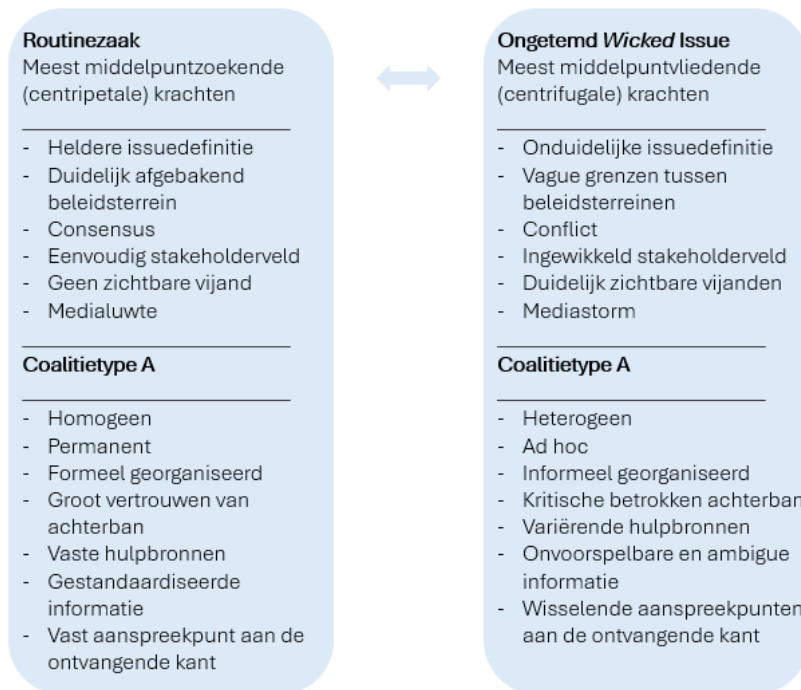 Routinezaak
Meest middelpuntzoekende
(centripetale) krachten
- Heldere issuedefinitie
- Duidelijk afgebakend
beleidsterrein
- Consensus
- Eenvoudig stakeholderveld
- Geen zichtbare vijand
- Medialuwte
Coalitietype A
- Homogeen
- Permanent
- Formeel georganiseerd
- Groot vertrouwen van
achterban
- Vaste hulpbronnen
- Gestandaardiseerde
informatie
- Vast aanspreekpunt aan de
ontvangende kant
Ongetemd Wicked Issue
Meest middelpuntvliedende
(centrifugale) krachten
- Onduidelijke issuedefinitie
- Vague grenzen tussen
beleidsterreinen
- Conflict
- Ingewikkeld stakeholderveld
- Duidelijk zichtbare vijanden
- Mediastorm
Coalitietype A
- Heterogeen
- Ad hoc
- Informeel georganiseerd
- Kritische betrokken achterban
- Variërende hulpbronnen
- Onvoorspelbare en ambigue
informatie
- Wisselende aanspreekpunten
aan de ontvangende kant